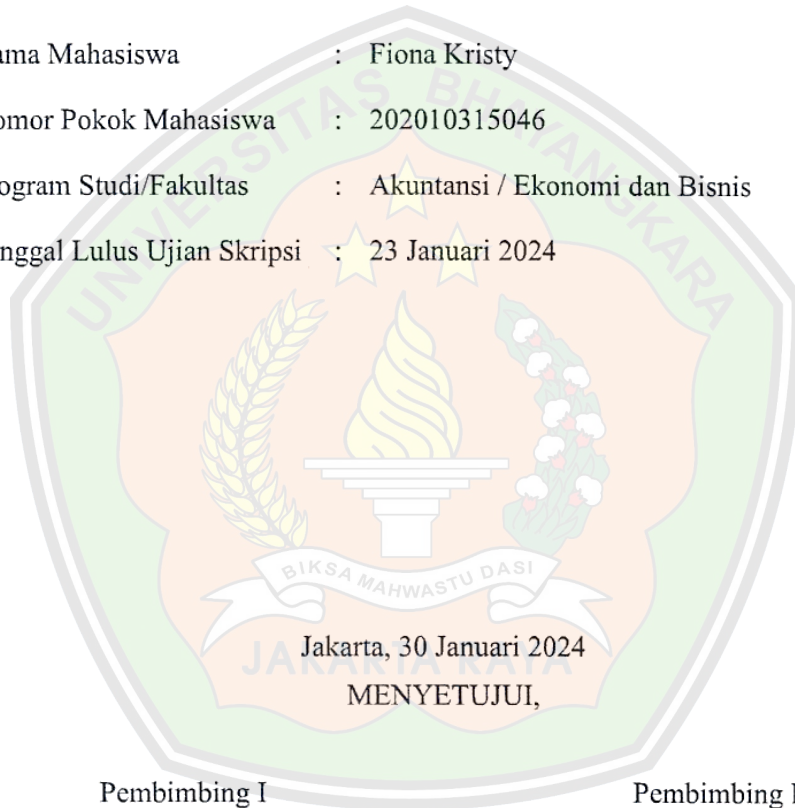 ama Mahasiswa : Fiona Kristy
omor Pokok Mahasiswa : 202010315046
ogram Studi/Fakultas : Akuntansi / Ekonomi dan Bisnis
nggal Lulus Ujian Skripsi : 23 Januari 2024
UNIVERSITAS BHAYANGKARA
BIKSA MAHWASTU DASI
JAKARTA RAYA
Jakarta, 30 Januari 2024
MENYETUJUI,
Pembimbing I Pembimbing I